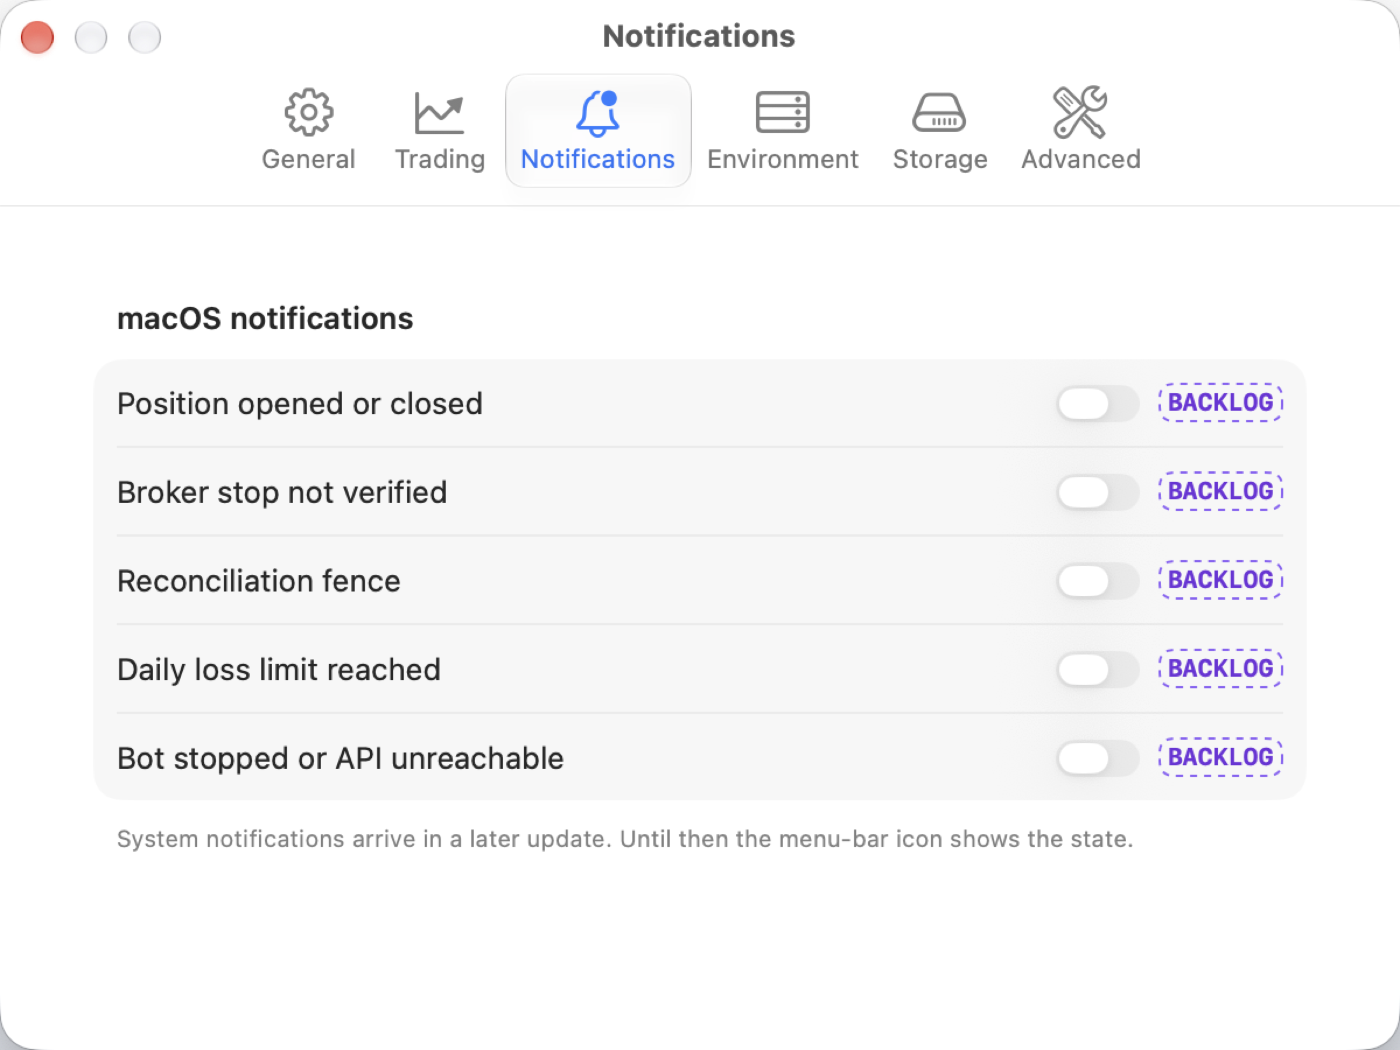 Notifications
General
Trading
Notifications
Environment
Storage
Advanced
macOS notifications
Position opened or closed BACKLOG
Broker stop not verified BACKLOG
Reconciliation fence BACKLOG
Daily loss limit reached BACKLOG
Bot stopped or API unreachable BACKLOG
System notifications arrive in a later update. Until then the menu-bar icon shows the state.